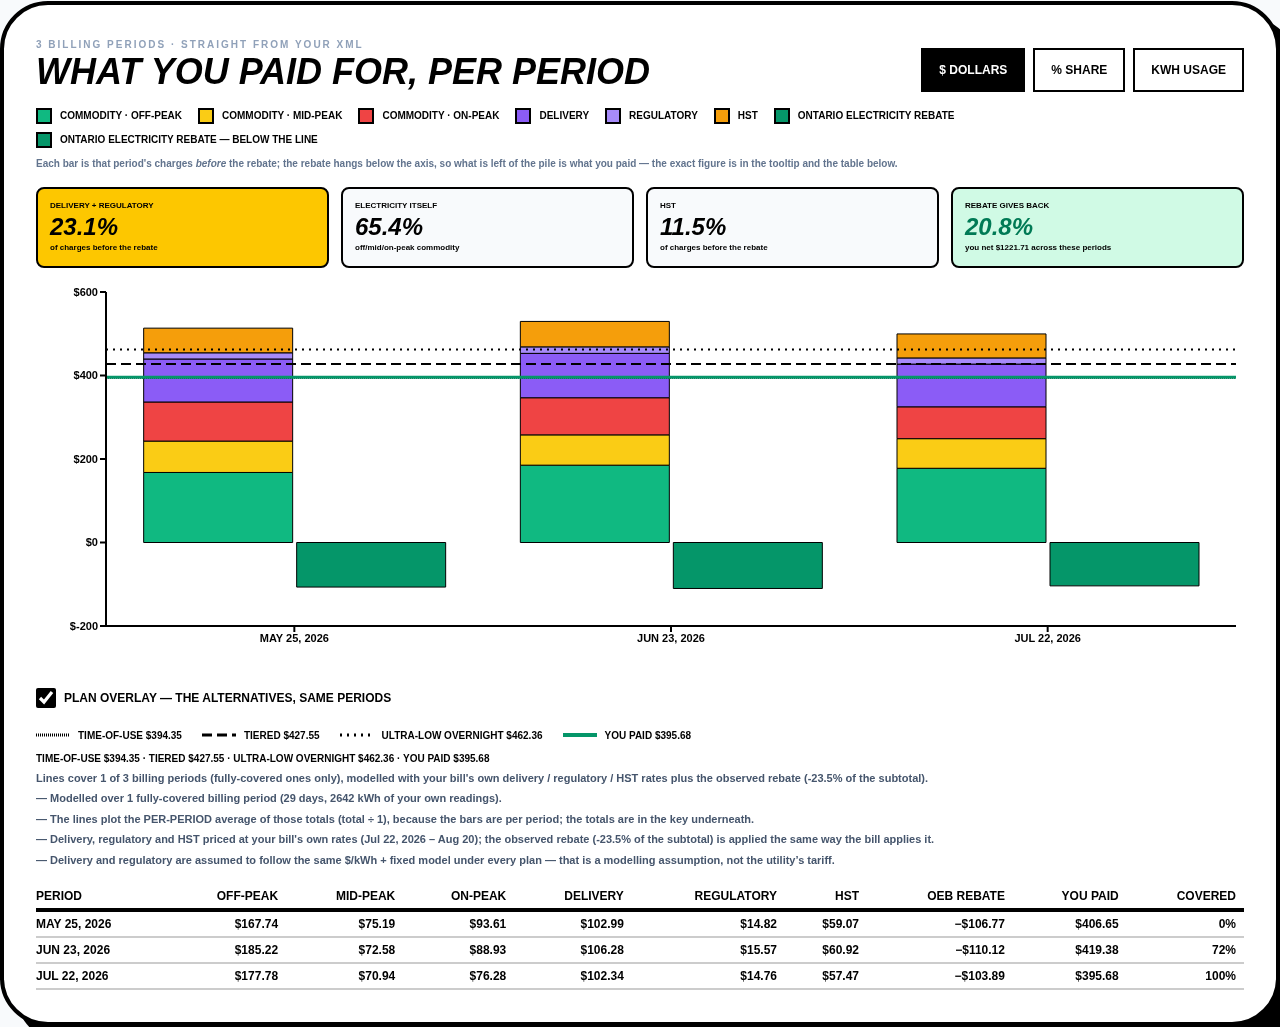 3 BILLING PERIODS · STRAIGHT FROM YOUR XML
WHAT YOU PAID FOR, PER PERIOD
$ DOLLARS % SHARE KWH USAGE
COMMODITY · OFF-PEAK COMMODITY · MID-PEAK COMMODITY · ON-PEAK DELIVERY REGULATORY HST ONTARIO ELECTRICITY REBATE
ONTARIO ELECTRICITY REBATE — BELOW THE LINE
Each bar is that period's charges before the rebate; the rebate hangs below the axis, so what is left of the pile is what you paid — the exact figure is in the tooltip and the table below.
DELIVERY + REGULATORY
23.1%
of charges before the rebate
ELECTRICITY ITSELF
65.4%
off/mid/on-peak commodity
HST
11.5%
of charges before the rebate
REBATE GIVES BACK
20.8%
you net $1221.71 across these periods
$600
$400
$200
$0
$-200
MAY 25, 2026 JUN 23, 2026 JUL 22, 2026
PLAN OVERLAY — THE ALTERNATIVES, SAME PERIODS
TIME-OF-USE $394.35 TIERED $427.55 ULTRA-LOW OVERNIGHT $462.36 YOU PAID $395.68
TIME-OF-USE $394.35 · TIERED $427.55 · ULTRA-LOW OVERNIGHT $462.36 · YOU PAID $395.68
Lines cover 1 of 3 billing periods (fully-covered ones only), modelled with your bill's own delivery / regulatory / HST rates plus the observed rebate (-23.5% of the subtotal).
— Modelled over 1 fully-covered billing period (29 days, 2642 kWh of your own readings).
— The lines plot the PER-PERIOD average of those totals (total ÷ 1), because the bars are per period; the totals are in the key underneath.
— Delivery, regulatory and HST priced at your bill's own rates (Jul 22, 2026 – Aug 20); the observed rebate (-23.5% of the subtotal) is applied the same way the bill applies it.
— Delivery and regulatory are assumed to follow the same $/kWh + fixed model under every plan — that is a modelling assumption, not the utility's tariff.
PERIOD OFF-PEAK MID-PEAK ON-PEAK DELIVERY REGULATORY HST OEB REBATE YOU PAID COVERED
MAY 25, 2026 $167.74 $75.19 $93.61 $102.99 $14.82 $59.07 −$106.77 $406.65 0%
JUN 23, 2026 $185.22 $72.58 $88.93 $106.28 $15.57 $60.92 −$110.12 $419.38 72%
JUL 22, 2026 $177.78 $70.94 $76.28 $102.34 $14.76 $57.47 −$103.89 $395.68 100%